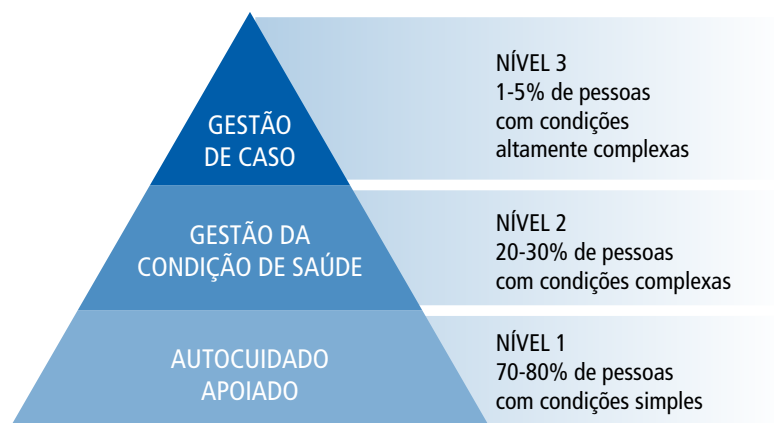 GESTÃO
DE CASO
NÍVEL 3
1-5% de pessoas
com condições
altamente complexas
GESTÃO DA
CONDIÇÃO DE SAÚDE
NÍVEL 2
20-30% de pessoas
com condições complexas
AUTOCUIDADO
APOIADO
NÍVEL 1
70-80% de pessoas
com condições simples